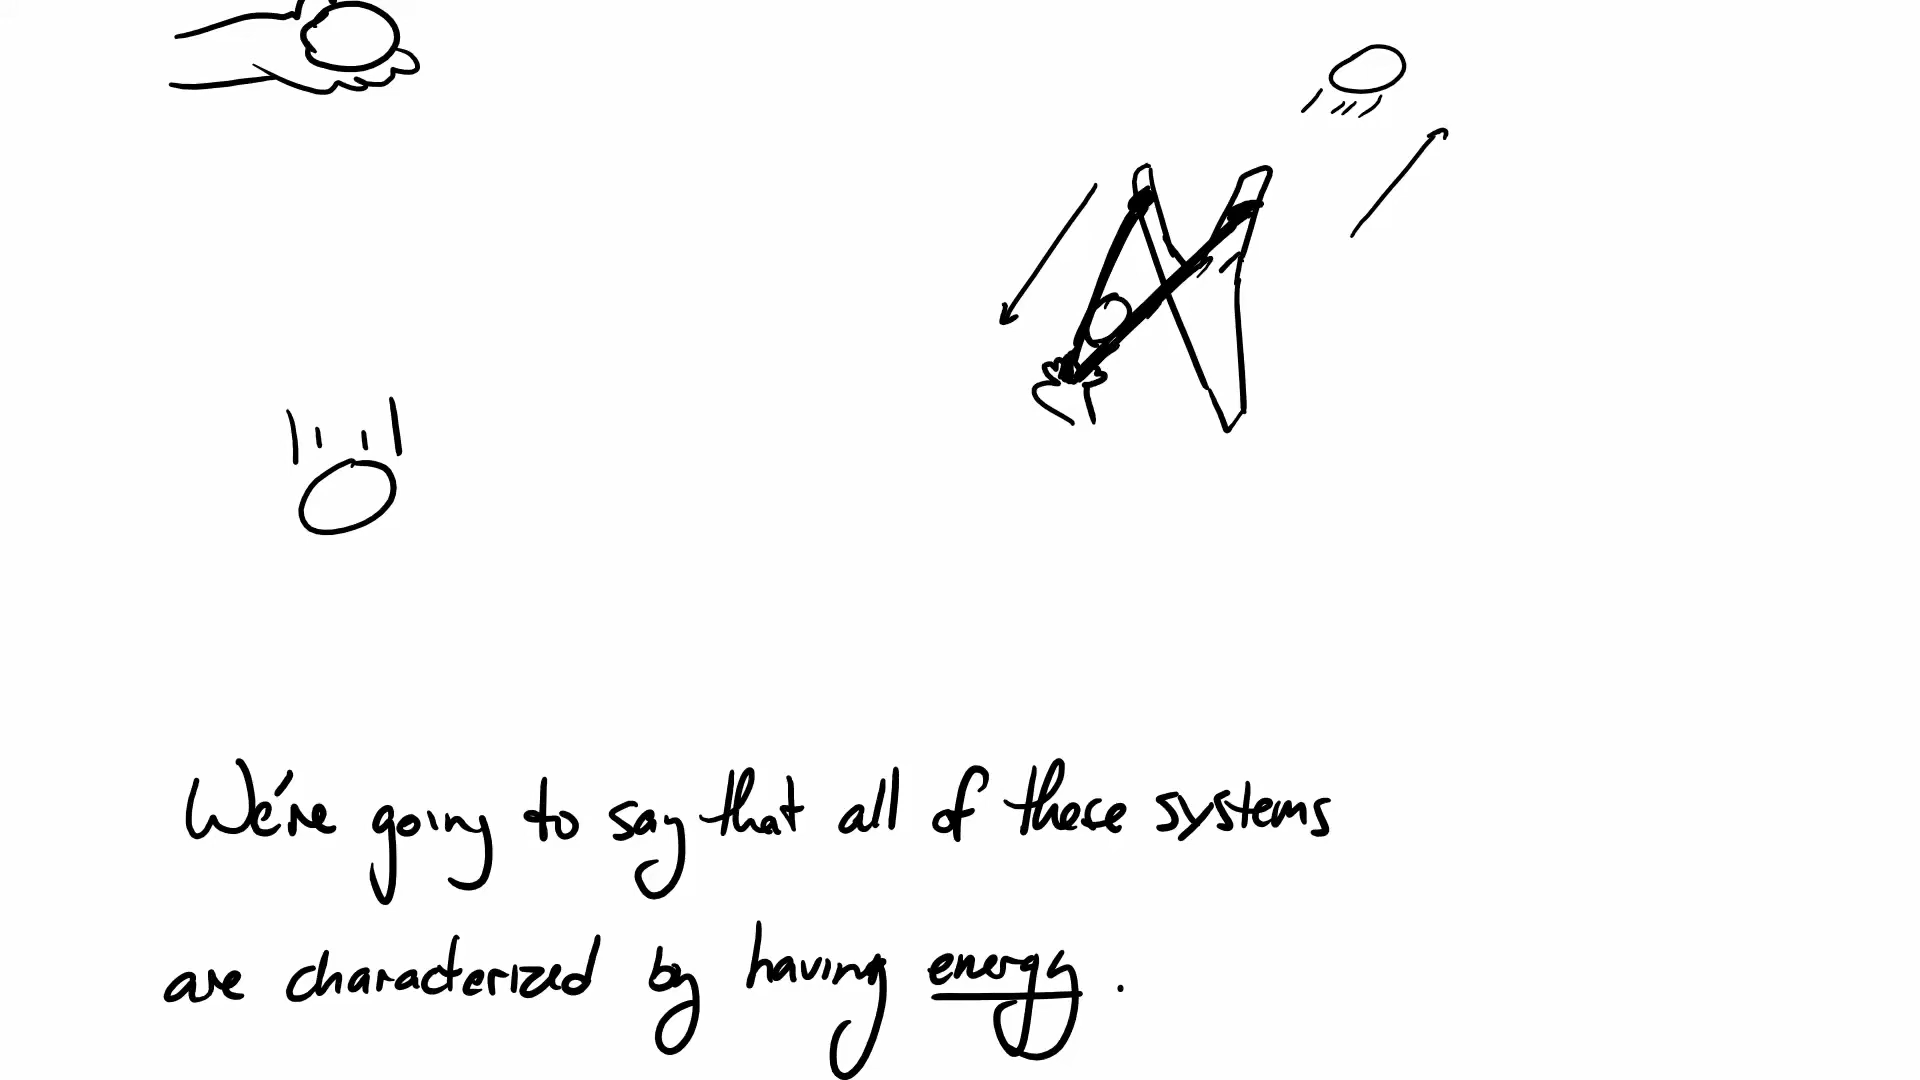 We're going to say that all of these systems
are characterized by having energy.